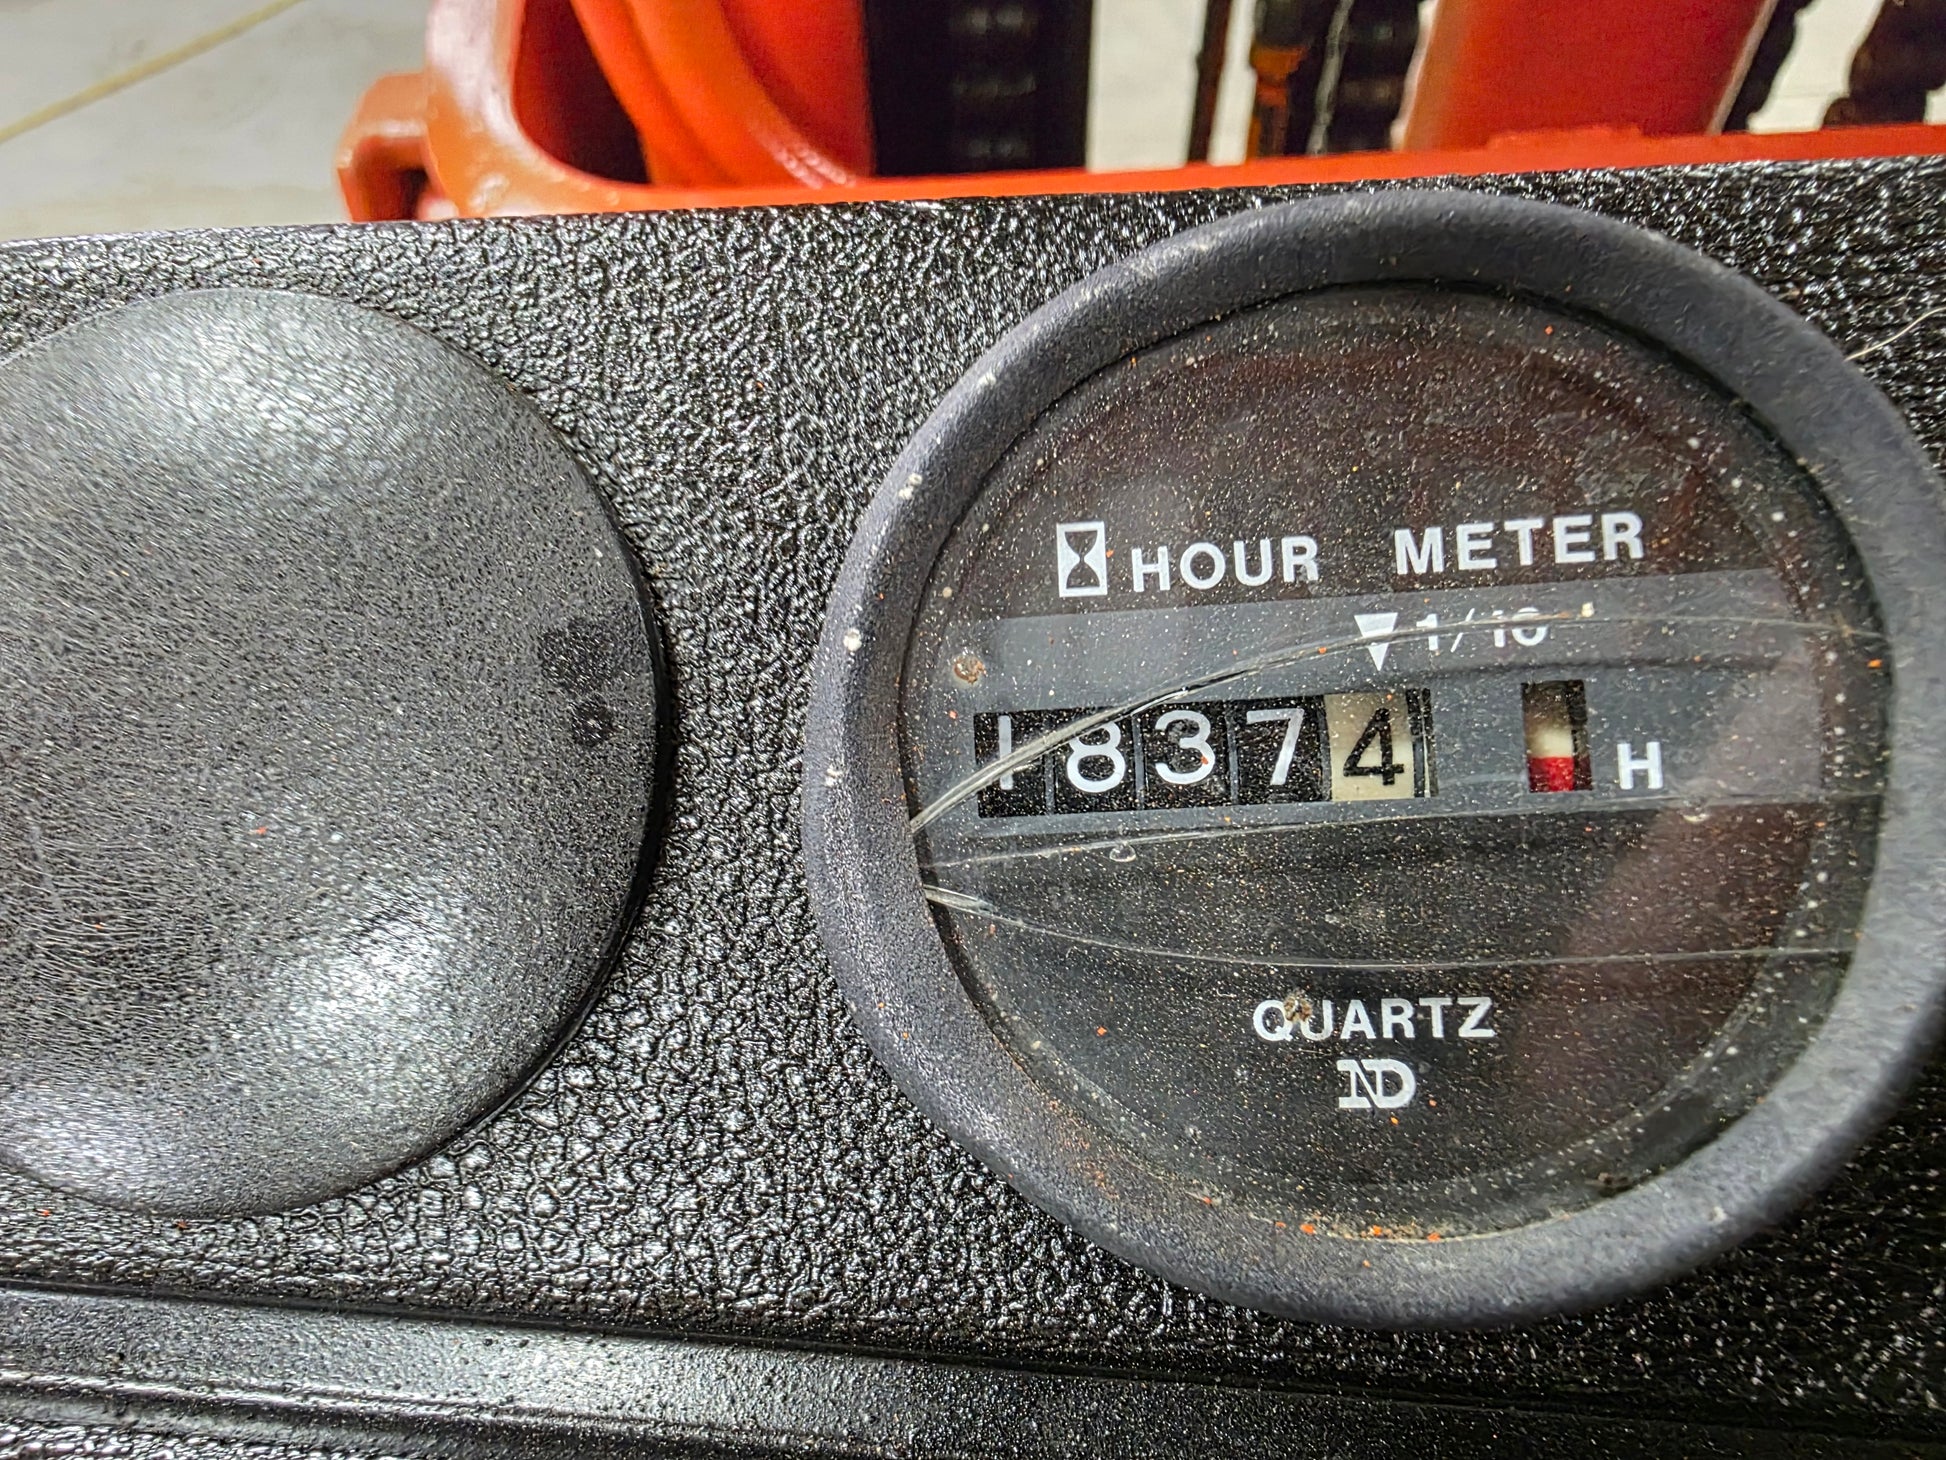 HOUR METER
1/10
18374 H
QUARTZ
ND